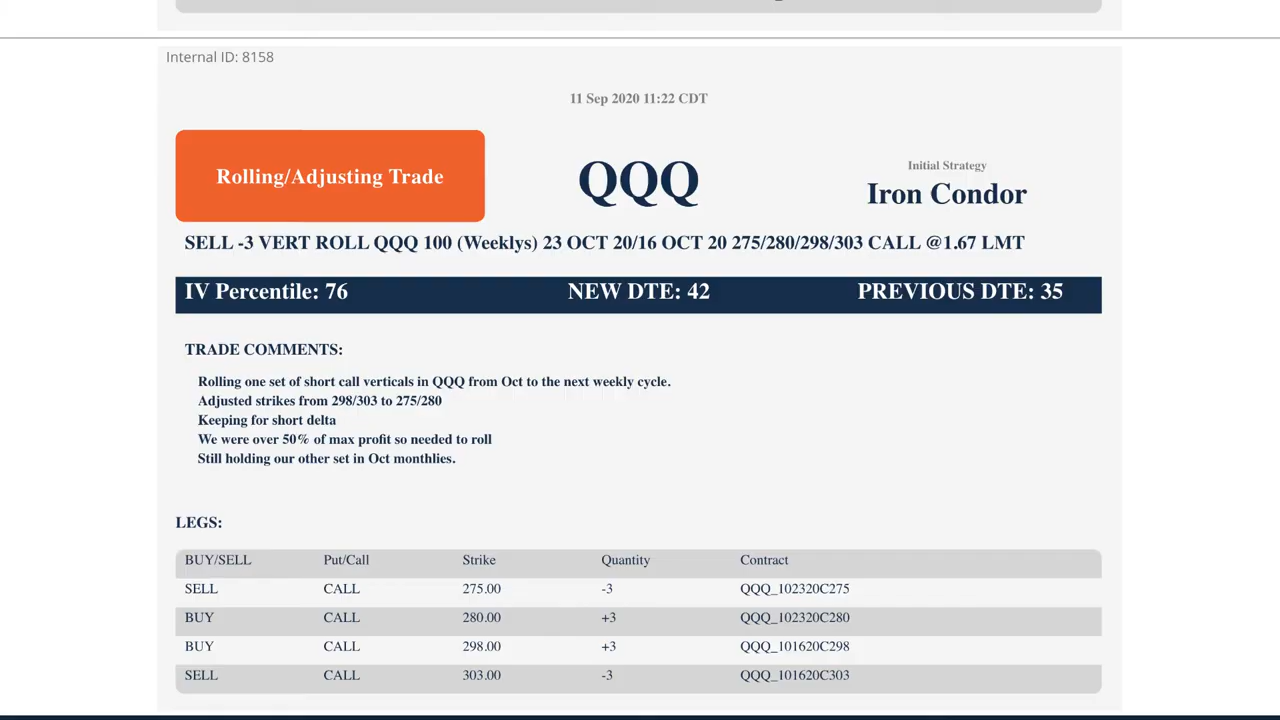 Internal ID: 8158
11 Sep 2020 11:22 CDT
Rolling/Adjusting Trade
QQQ
Initial Strategy
Iron Condor
SELL -3 VERT ROLL QQQ 100 (Weeklys) 23 OCT 20/16 OCT 20 275/280/298/303 CALL @1.67 LMT
IV Percentile: 76 NEW DTE: 42 PREVIOUS DTE: 35
TRADE COMMENTS:
Rolling one set of short call verticals in QQQ from Oct to the next weekly cycle.
Adjusted strikes from 298/303 to 275/280
Keeping for short delta
We were over 50% of max profit so needed to roll
Still holding our other set in Oct monthlies.
LEGS:
BUY/SELL Put/Call Strike Quantity Contract
SELL CALL 275.00 -3 QQQ_102320C275
BUY CALL 280.00 +3 QQQ_102320C280
BUY CALL 298.00 +3 QQQ_101620C298
SELL CALL 303.00 -3 QQQ_101620C303